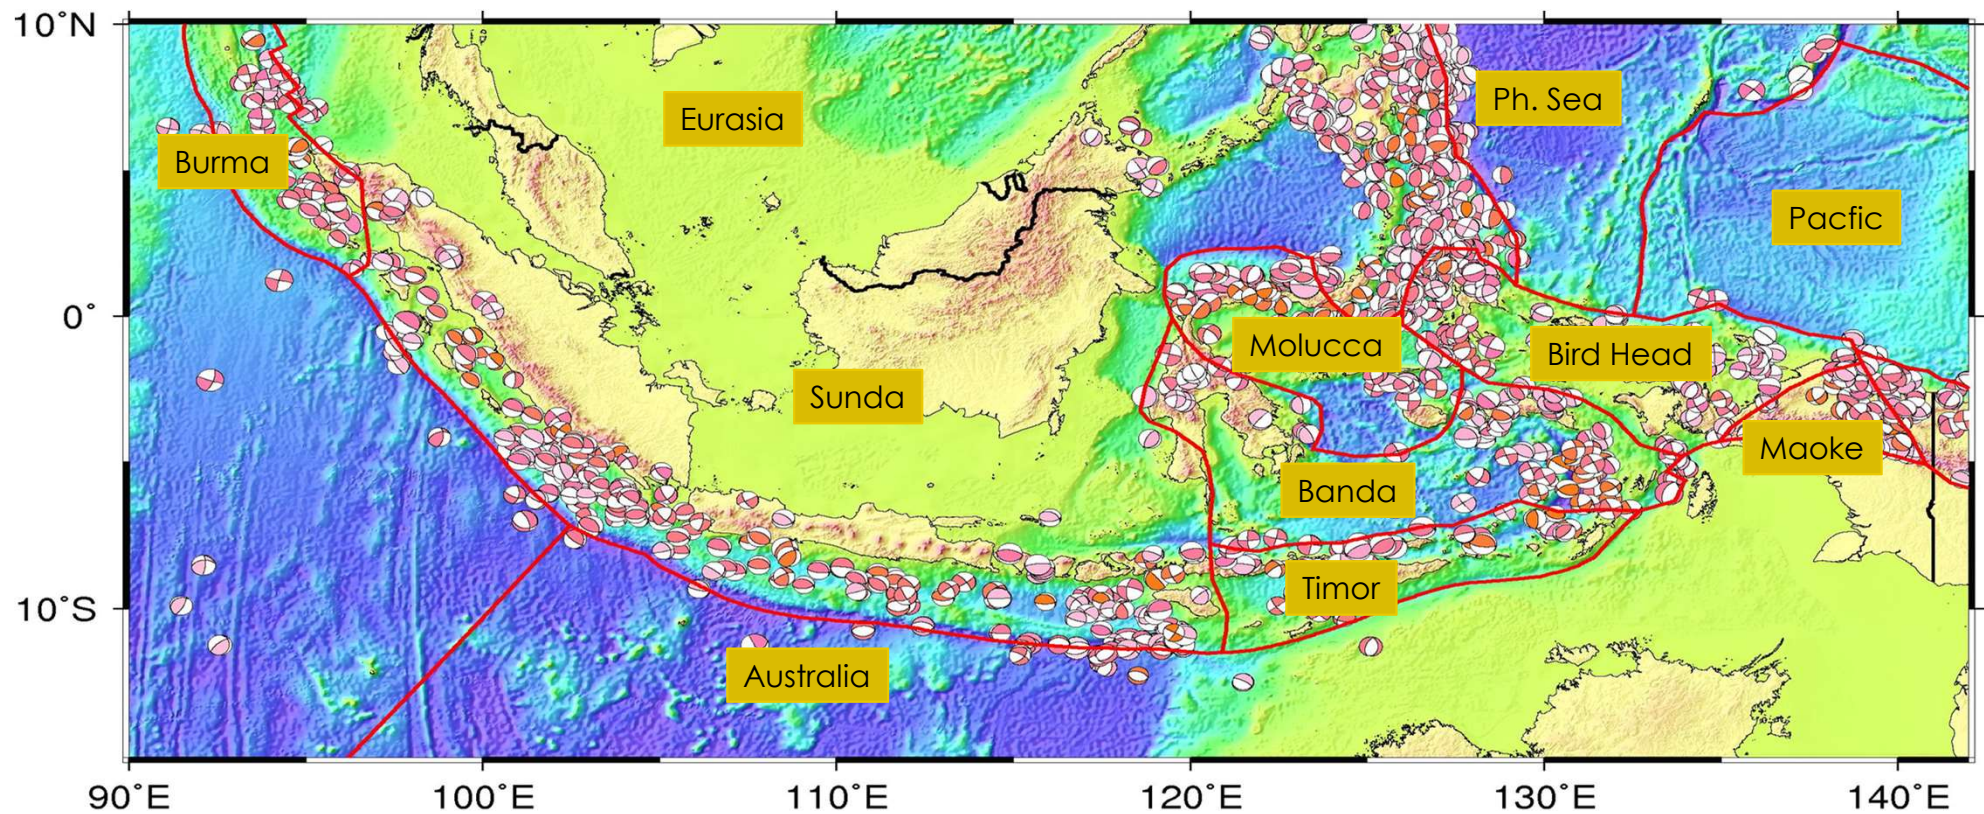 10°N
Ph. Sea
Eurasia
Burma
Pacfic
0°
Molucca
Bird Head
Sunda
Maoke
Banda
Timor
10°S
Australia
90°E 100°E 110°E 120°E 130°E 140°E